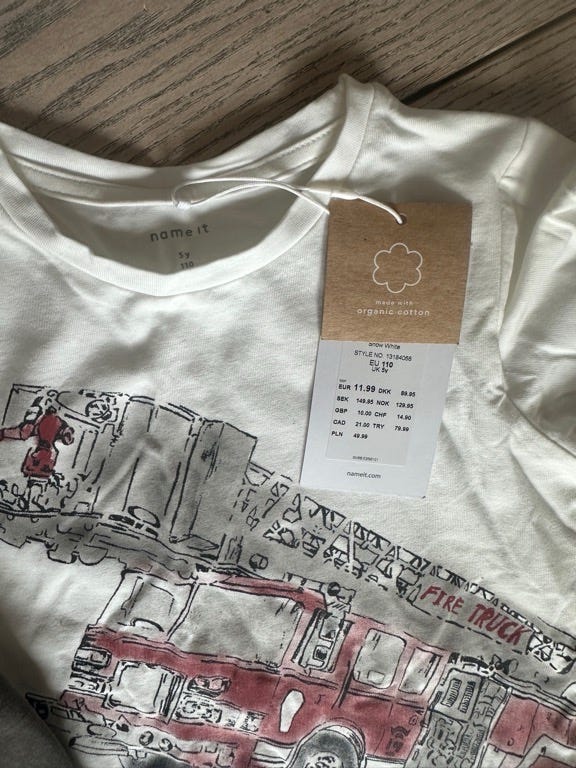 name it
5y
110
made with
organic cotton
Snow White
STYLE NO 13184055
EU 110
UK 5y
EUR 11.99 DKK 89.95
SEK 149.95 NOK 129.95
GBP 10.00 CHF 14.90
CAD 21.00 TRY 79.99
PLN 49.99
nameit.com
FIRE TRUCK